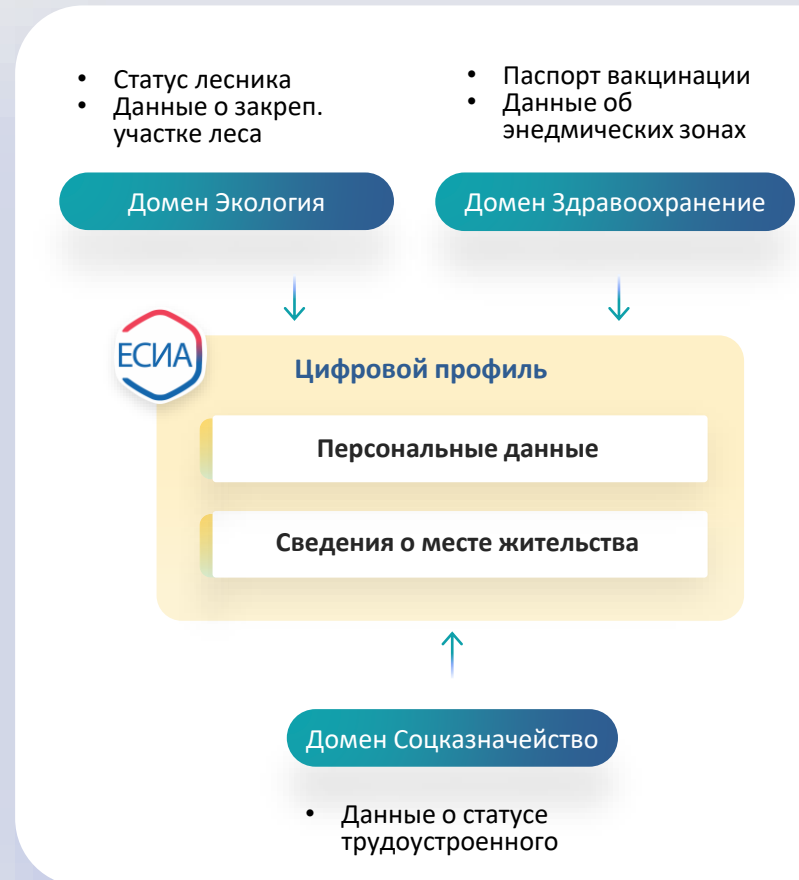 • Статус лесника
• Данные о закреп.
участке леса
• Паспорт вакцинации
• Данные об
энедмических зонах
Домен Экология
Домен Здравоохранение
ЕСИА
Цифровой профиль
Персональные данные
Сведения о месте жительства
Домен Соцказначейство
• Данные о статусе
трудоустроенного